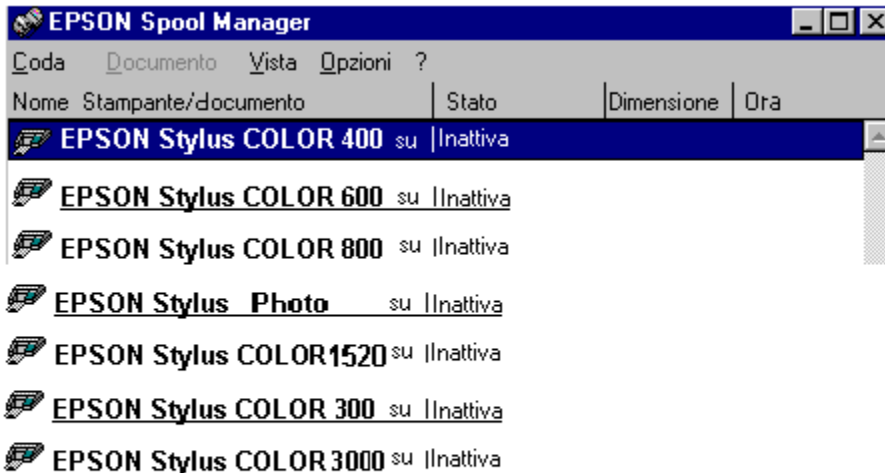 EPSON Spool Manager
Coda Documento Vista Opzioni ?
Nome Stampante/documento Stato Dimensione Ora
EPSON Stylus COLOR 400 su Inattiva
EPSON Stylus COLOR 600 su Inattiva
EPSON Stylus COLOR 800 su Inattiva
EPSON Stylus Photo su Inattiva
EPSON Stylus COLOR1520 su Inattiva
EPSON Stylus COLOR 300 su Inattiva
EPSON Stylus COLOR 3000 su Inattiva